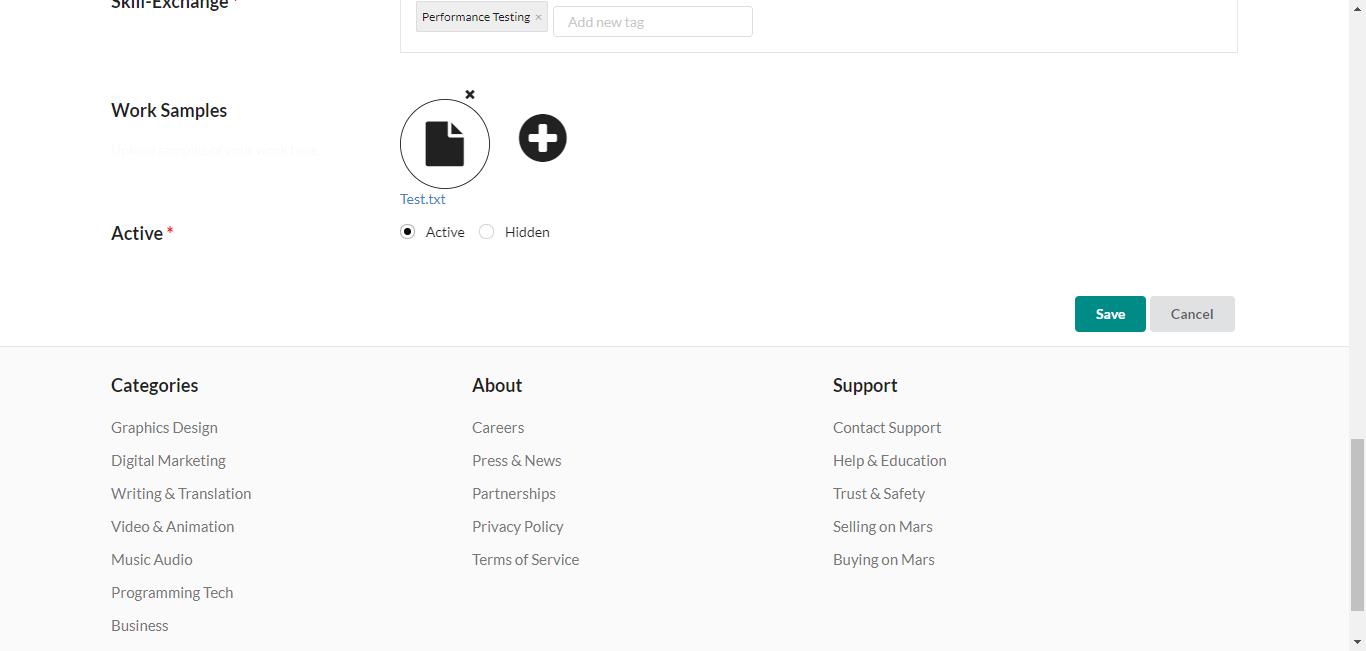 Skill-Exchange *
Performance Testing ×
Add new tag
Work Samples
Upload samples of your work here
Test.txt
Active *
Active
Hidden
Save
Cancel
Categories
About
Support
Graphics Design
Careers
Contact Support
Digital Marketing
Press & News
Help & Education
Writing & Translation
Partnerships
Trust & Safety
Video & Animation
Privacy Policy
Selling on Mars
Music Audio
Terms of Service
Buying on Mars
Programming Tech
Business